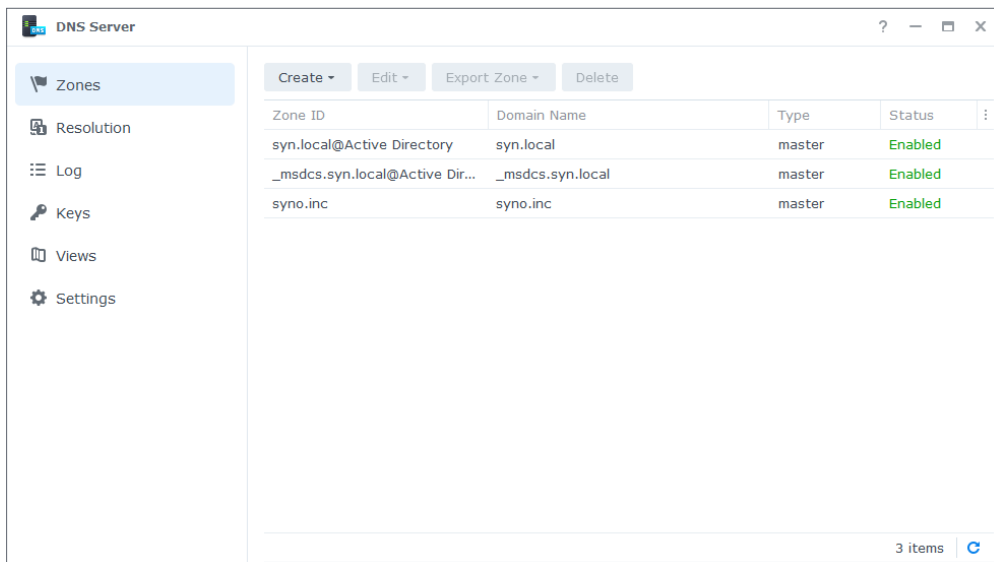 DNS Server
Zones
Resolution
Log
Keys
Views
Settings
Create Edit Export Zone Delete
Zone ID Domain Name Type Status
syn.local@Active Directory syn.local master Enabled
_msdcs.syn.local@Active Dir... _msdcs.syn.local master Enabled
syno.inc syno.inc master Enabled
3 items